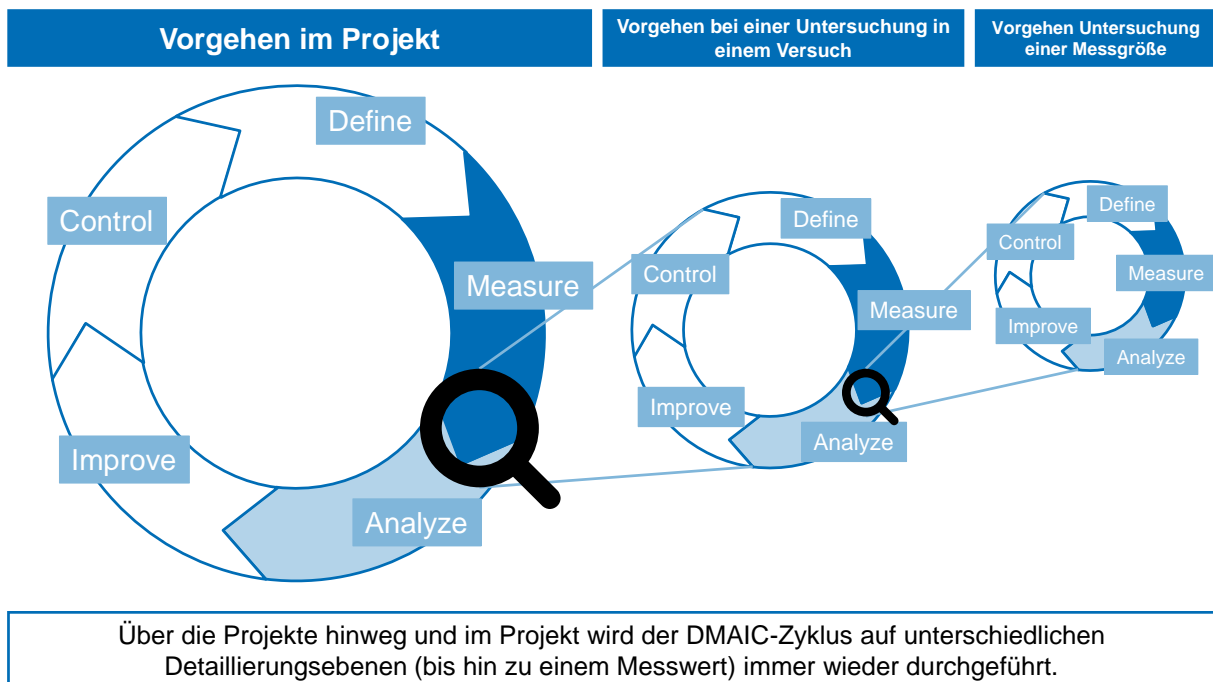 Vorgehen im Projekt
Vorgehen bei einer Untersuchung in
einem Versuch
Vorgehen Untersuchung
einer Messgröße
Define
Measure
Analyze
Improve
Control
Define
Measure
Analyze
Improve
Control
Define
Measure
Analyze
Improve
Control
Über die Projekte hinweg und im Projekt wird der DMAIC-Zyklus auf unterschiedlichen
Detaillierungsebenen (bis hin zu einem Messwert) immer wieder durchgeführt.